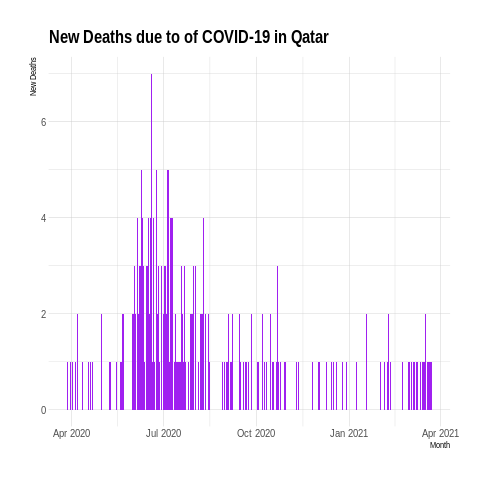 New Deaths due to of COVID-19 in Qatar
New Deaths
6
4
2
0
Apr 2020 Jul 2020 Oct 2020 Jan 2021 Apr 2021
Month